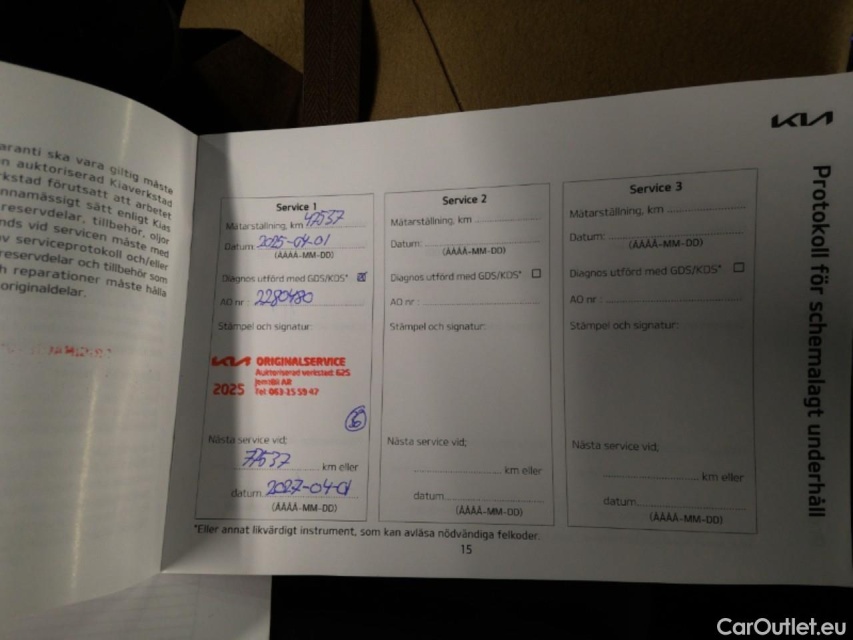 aranti ska vara giltig måste
n auktoriserad Kiaverkstad
kstad förutsatt att arbetet
nnamässigt sätt enligt Kias
reservdelar, tillbehör, oljor
nds vid servicen måste med
v serviceprotokoll och/eller
reservdelar och tillbehör som
h reparationer måste hålla
originaldelar.
KIA
Protokoll för schemalagt underhåll
Service 1
Mätarställning, km 47537
Datum: 2025-04-01
(ÅÅÅÅ-MM-DD)
Diagnos utförd med GDS/KDS*
AO nr : 2280480
Stämpel och signatur:
KIA ORIGINALSERVICE
Auktoriserad verkstad 625
Jemtbil AB
2025 Tel: 063-15 59 47
Nästa service vid;
77537 km eller
datum 2027-04-01
(ÅÅÅÅ-MM-DD)
Service 2
Mätarställning, km
Datum:
(ÅÅÅÅ-MM-DD)
Diagnos utförd med GDS/KDS*
AO nr :
Stämpel och signatur:
Nästa service vid;
km eller
datum
(ÅÅÅÅ-MM-DD)
Service 3
Mätarställning, km
Datum:
(ÅÅÅÅ-MM-DD)
Diagnos utförd med GDS/KDS*
AO nr :
Stämpel och signatur:
Nästa service vid;
km eller
datum
(ÅÅÅÅ-MM-DD)
*Eller annat likvärdigt instrument, som kan avläsa nödvändiga felkoder.
15
CarOutlet.eu